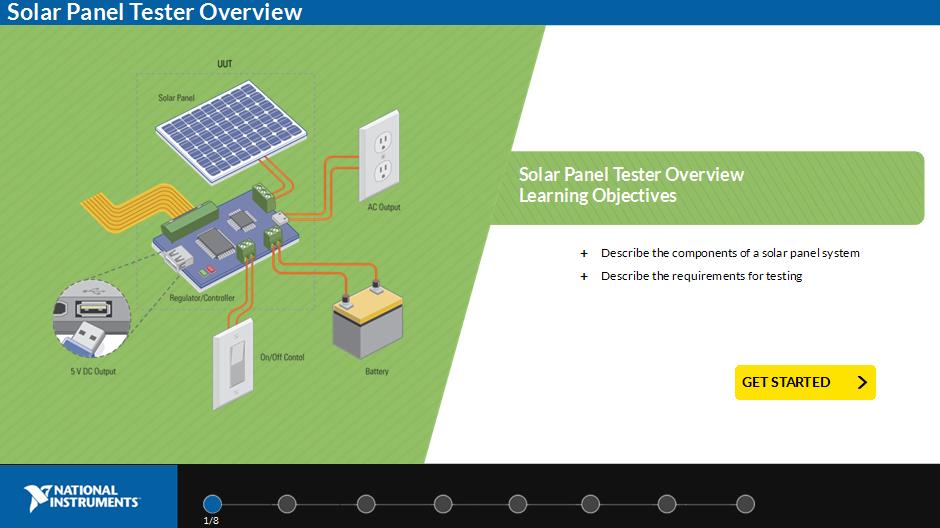 Solar Panel Tester Overview
UUT
Solar Panel
AC Output
Regulator/Controller
5 V DC Output
On/Off Contol
Battery
Solar Panel Tester Overview
Learning Objectives
+ Describe the components of a solar panel system
+ Describe the requirements for testing
GET STARTED
NATIONAL
INSTRUMENTS
1/8